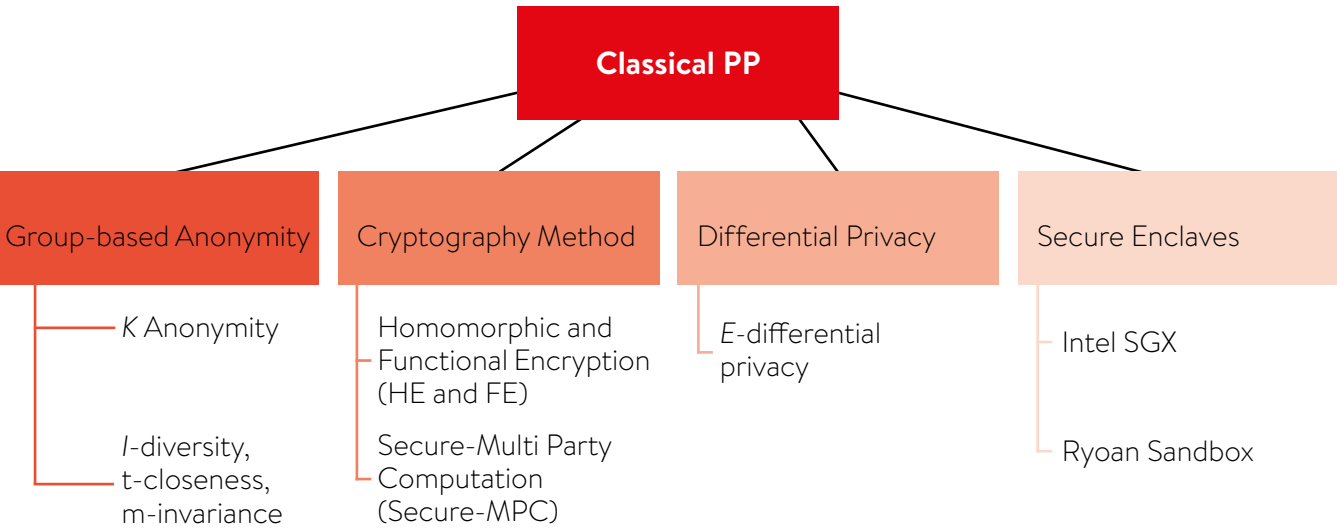 Classical PP
Group-based Anonymity
K Anonymity
l-diversity,
t-closeness,
m-invariance
Cryptography Method
Homomorphic and
Functional Encryption
(HE and FE)
Secure-Multi Party
Computation
(Secure-MPC)
Differential Privacy
E-differential
privacy
Secure Enclaves
Intel SGX
Ryoan Sandbox